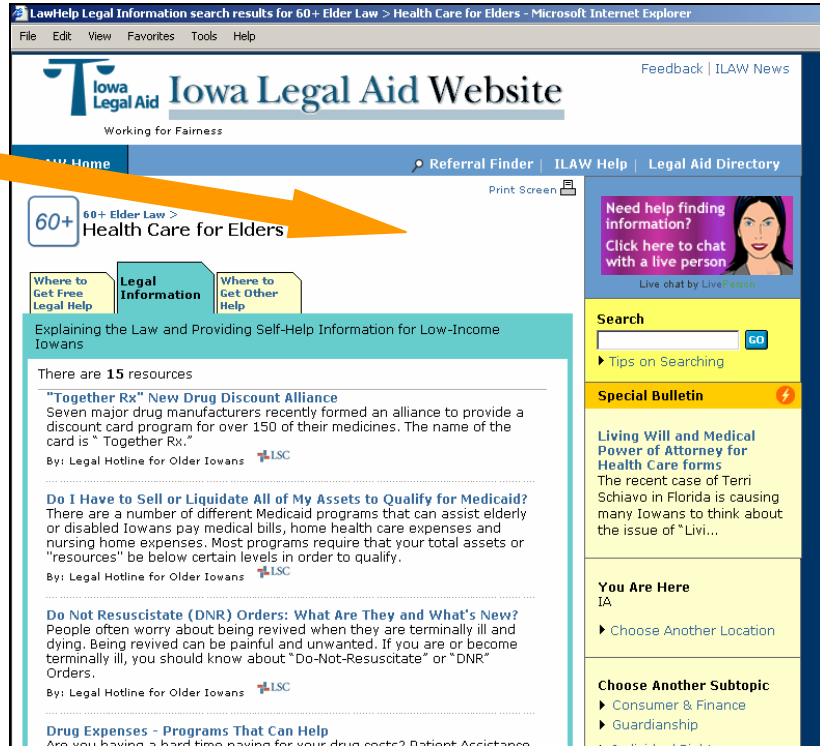 LawHelp Legal Information search results for 60+ Elder Law > Health Care for Elders - Microsoft Internet Explorer
File Edit View Favorites Tools Help
Iowa
Legal Aid
Working for Fairness
Iowa Legal Aid Website
Feedback | ILAW News
Home
Referral Finder | ILAW Help | Legal Aid Directory
Print Screen
60+
60+ Elder Law >
Health Care for Elders
Where to
Get Free
Legal Help
Legal
Information
Where to
Get Other
Help
Explaining the Law and Providing Self-Help Information for Low-Income
Iowans
There are 15 resources
"Together Rx" New Drug Discount Alliance
Seven major drug manufacturers recently formed an alliance to provide a
discount card program for over 150 of their medicines. The name of the
card is " Together Rx."
By: Legal Hotline for Older Iowans LSC
Do I Have to Sell or Liquidate All of My Assets to Qualify for Medicaid?
There are a number of different Medicaid programs that can assist elderly
or disabled Iowans pay medical bills, home health care expenses and
nursing home expenses. Most programs require that your total assets or
"resources" be below certain levels in order to qualify.
By: Legal Hotline for Older Iowans LSC
Do Not Resuscistate (DNR) Orders: What Are They and What's New?
People often worry about being revived when they are terminally ill and
dying. Being revived can be painful and unwanted. If you are or become
terminally ill, you should know about "Do-Not-Resuscitate" or "DNR"
Orders.
By: Legal Hotline for Older Iowans LSC
Drug Expenses - Programs That Can Help
Are you having a hard time paying for your drug costs? Patient Assistance
Need help finding
information?
Click here to chat
with a live person
Live chat by LivePerson
Search
GO
Tips on Searching
Special Bulletin
Living Will and Medical
Power of Attorney for
Health Care forms
The recent case of Terri
Schiavo in Florida is causing
many Iowans to think about
the issue of "Livi...
You Are Here
IA
Choose Another Location
Choose Another Subtopic
Consumer & Finance
Guardianship